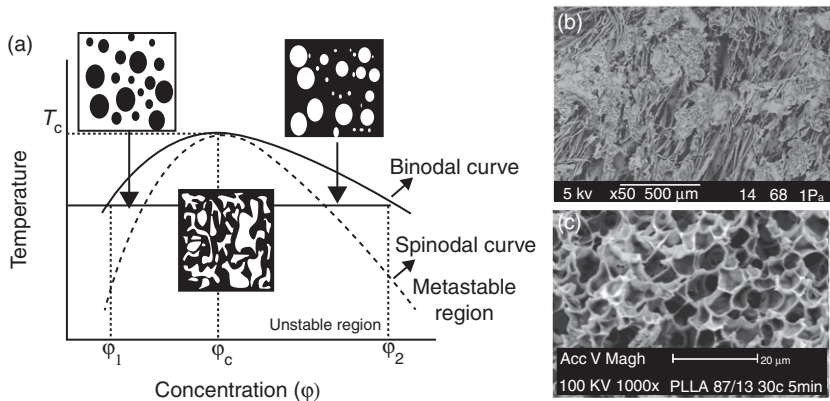 (a)
Temperature
Tc
Binodal curve
Spinodal curve
Metastable
region
Unstable region
φ1
φc
φ2
Concentration (φ)
(b)
5 kv x50 500 μm 14 68 1Pa
(c)
Acc V Magh 20 μm
100 KV 1000x PLLA 87/13 30c 5min